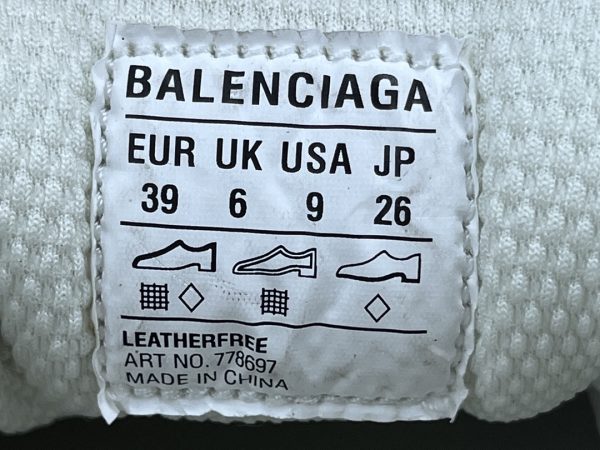 BALENCIAGA
EUR UK USA JP
39 6 9 26
LEATHERFREE
ART NO. 778697
MADE IN CHINA